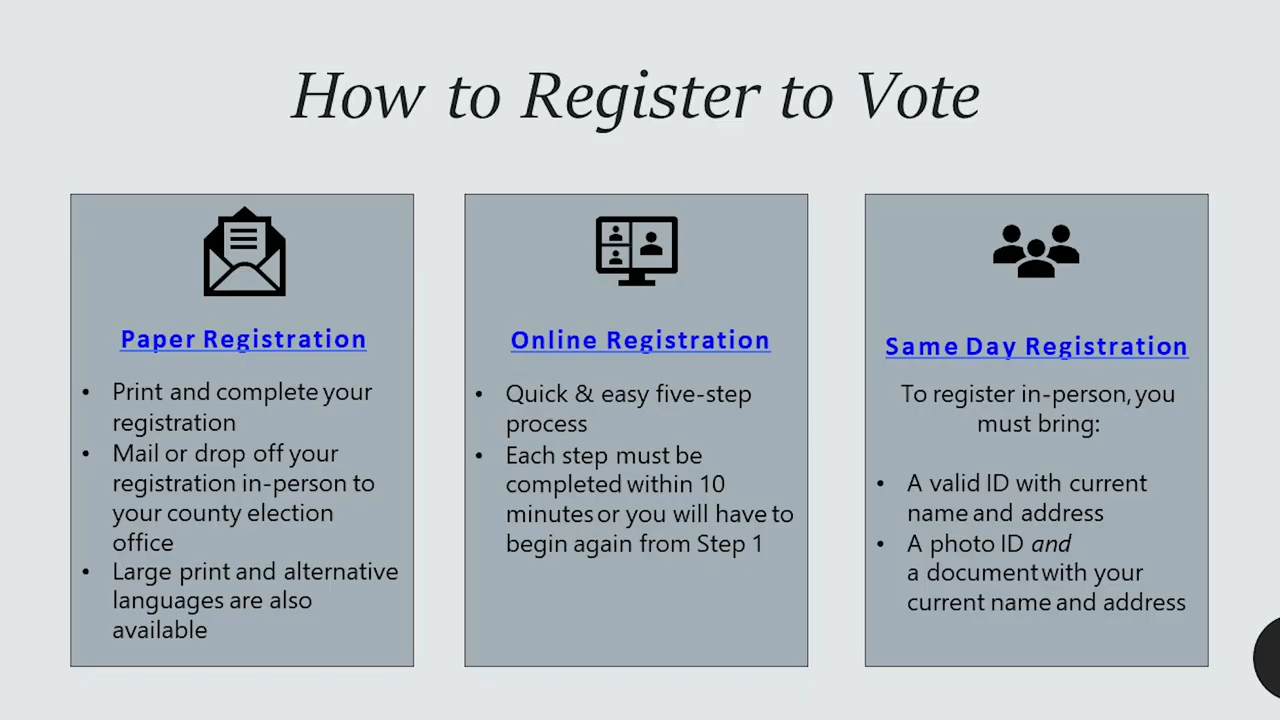 How to Register to Vote
Paper Registration
• Print and complete your
registration
• Mail or drop off your
registration in-person to
your county election
office
• Large print and alternative
languages are also
available
Online Registration
• Quick & easy five-step
process
• Each step must be
completed within 10
minutes or you will have to
begin again from Step 1
Same Day Registration
To register in-person, you
must bring:
• A valid ID with current
name and address
• A photo ID and
a document with your
current name and address